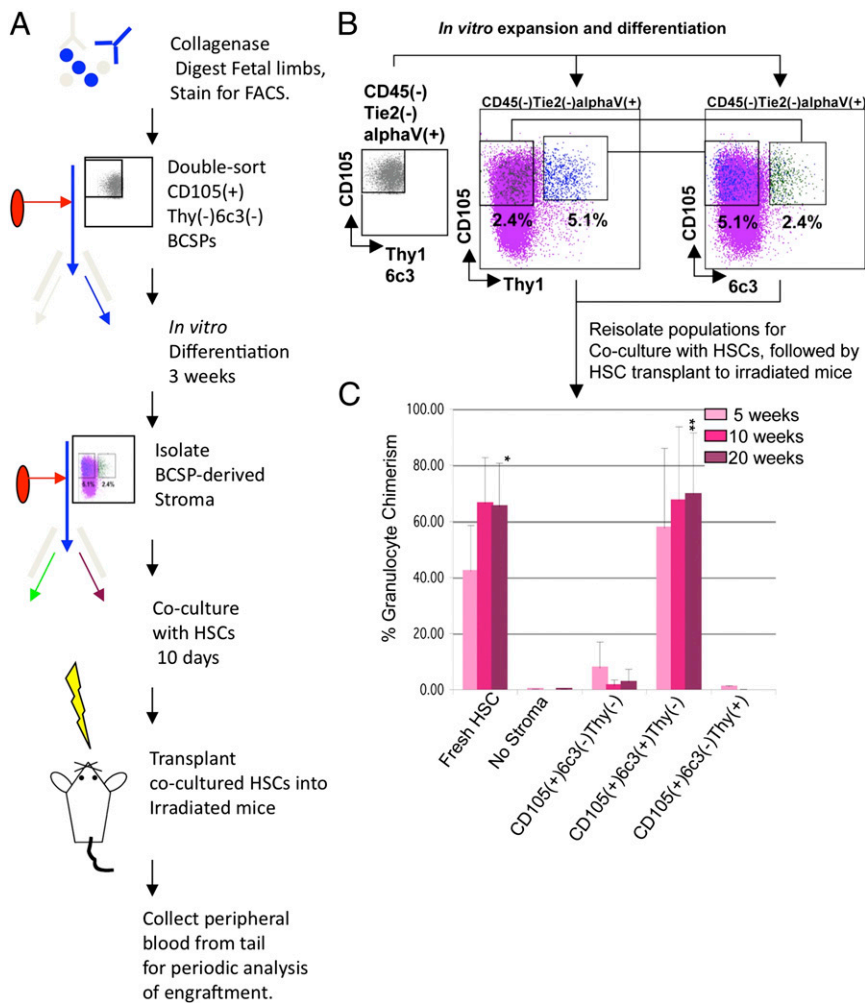 A
Collagenase
Digest Fetal limbs,
Stain for FACS.
Double-sort
CD105(+)
Thy(-)6c3(-)
BCSPs
In vitro
Differentiation
3 weeks
5.1% 2.4%
Isolate
BCSP-derived
Stroma
Co-culture
with HSCs
10 days
Transplant
co-cultured HSCs into
Irradiated mice
Collect peripheral
blood from tail
for periodic analysis
of engraftment.
B
In vitro expansion and differentiation
CD45(-)
Tie2(-)
alphaV(+)
CD105
Thy1
6c3
CD45(-)Tie2(-)alphaV(+)
CD105
2.4% 5.1%
Thy1
CD45(-)Tie2(-)alphaV(+)
CD105
5.1% 2.4%
6c3
Reisolate populations for
Co-culture with HSCs, followed by
HSC transplant to irradiated mice
C
% Granulocyte Chimerism
100.00
80.00
60.00
40.00
20.00
0.00
5 weeks
10 weeks
20 weeks
*
**
Fresh HSC
No Stroma
CD105(+)6c3(-)Thy(-)
CD105(+)6c3(+)Thy(-)
CD105(+)6c3(-)Thy(+)